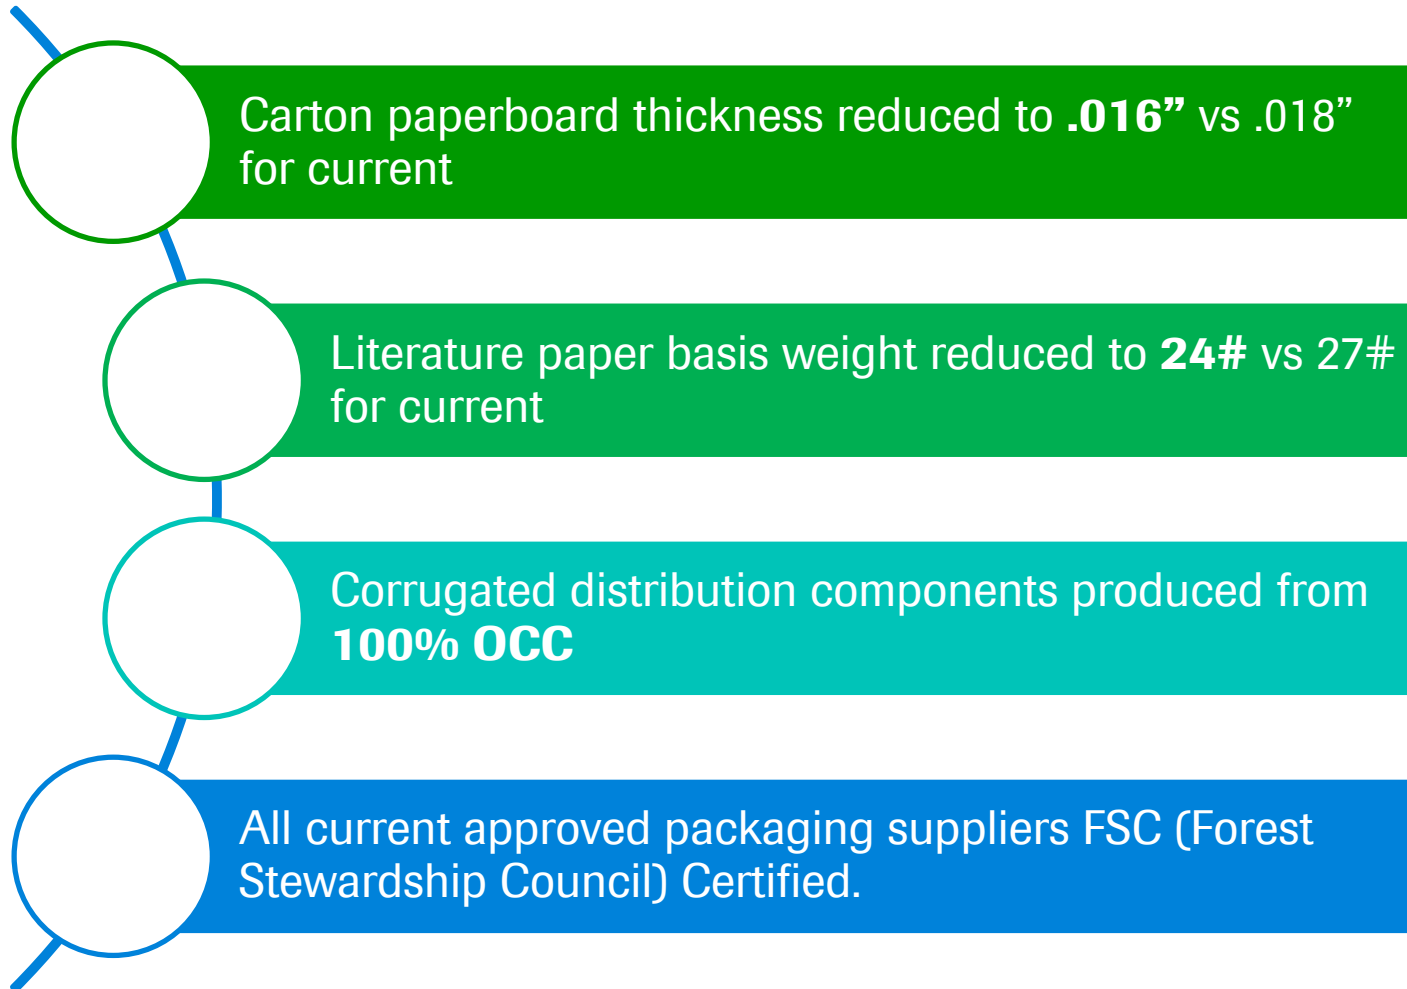 Carton paperboard thickness reduced to .016” vs .018”
for current
Literature paper basis weight reduced to 24# vs 27#
for current
Corrugated distribution components produced from
100% OCC
All current approved packaging suppliers FSC (Forest
Stewardship Council) Certified.